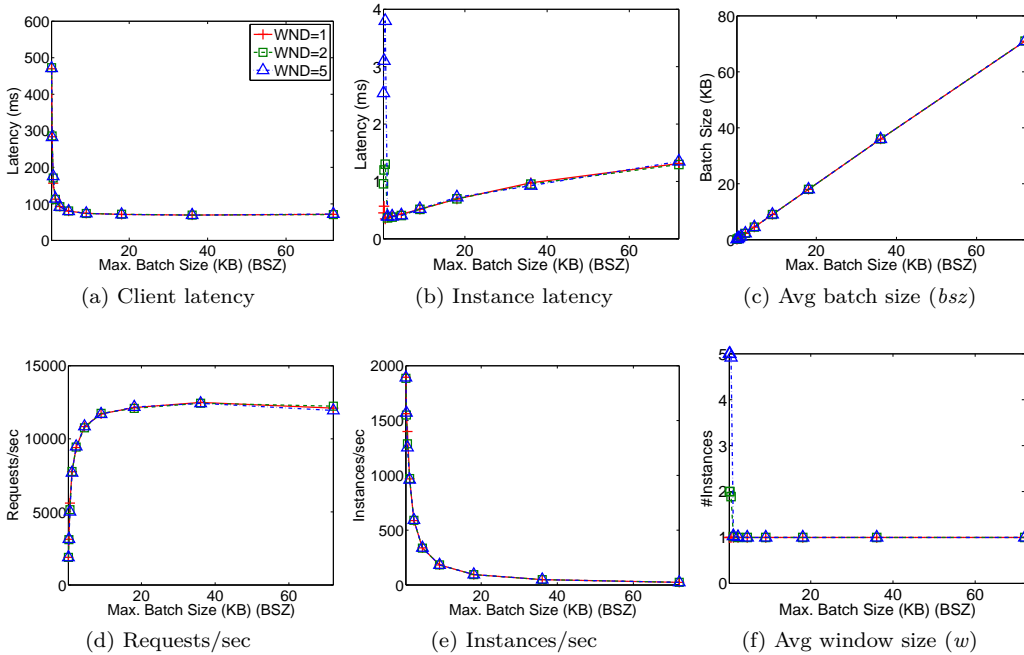 600
500
400
300
200
100
0
Latency (ms)
0 20 40 60
Max. Batch Size (KB) (BSZ)
WND=1
WND=2
WND=5
(a) Client latency
4
3
2
1
0
Latency (ms)
0 20 40 60
Max. Batch Size (KB) (BSZ)
(b) Instance latency
80
60
40
20
0
Batch Size (KB)
20 40 60
Max. Batch Size (KB) (BSZ)
(c) Avg batch size (bsz)
15000
10000
5000
0
Requests/sec
0 20 40 60
Max. Batch Size (KB) (BSZ)
(d) Requests/sec
2000
1500
1000
500
0
Instances/sec
0 20 40 60
Max. Batch Size (KB) (BSZ)
(e) Instances/sec
5
4
3
2
1
0
#Instances
0 20 40 60
Max. Batch Size (KB) (BSZ)
(f) Avg window size (w)